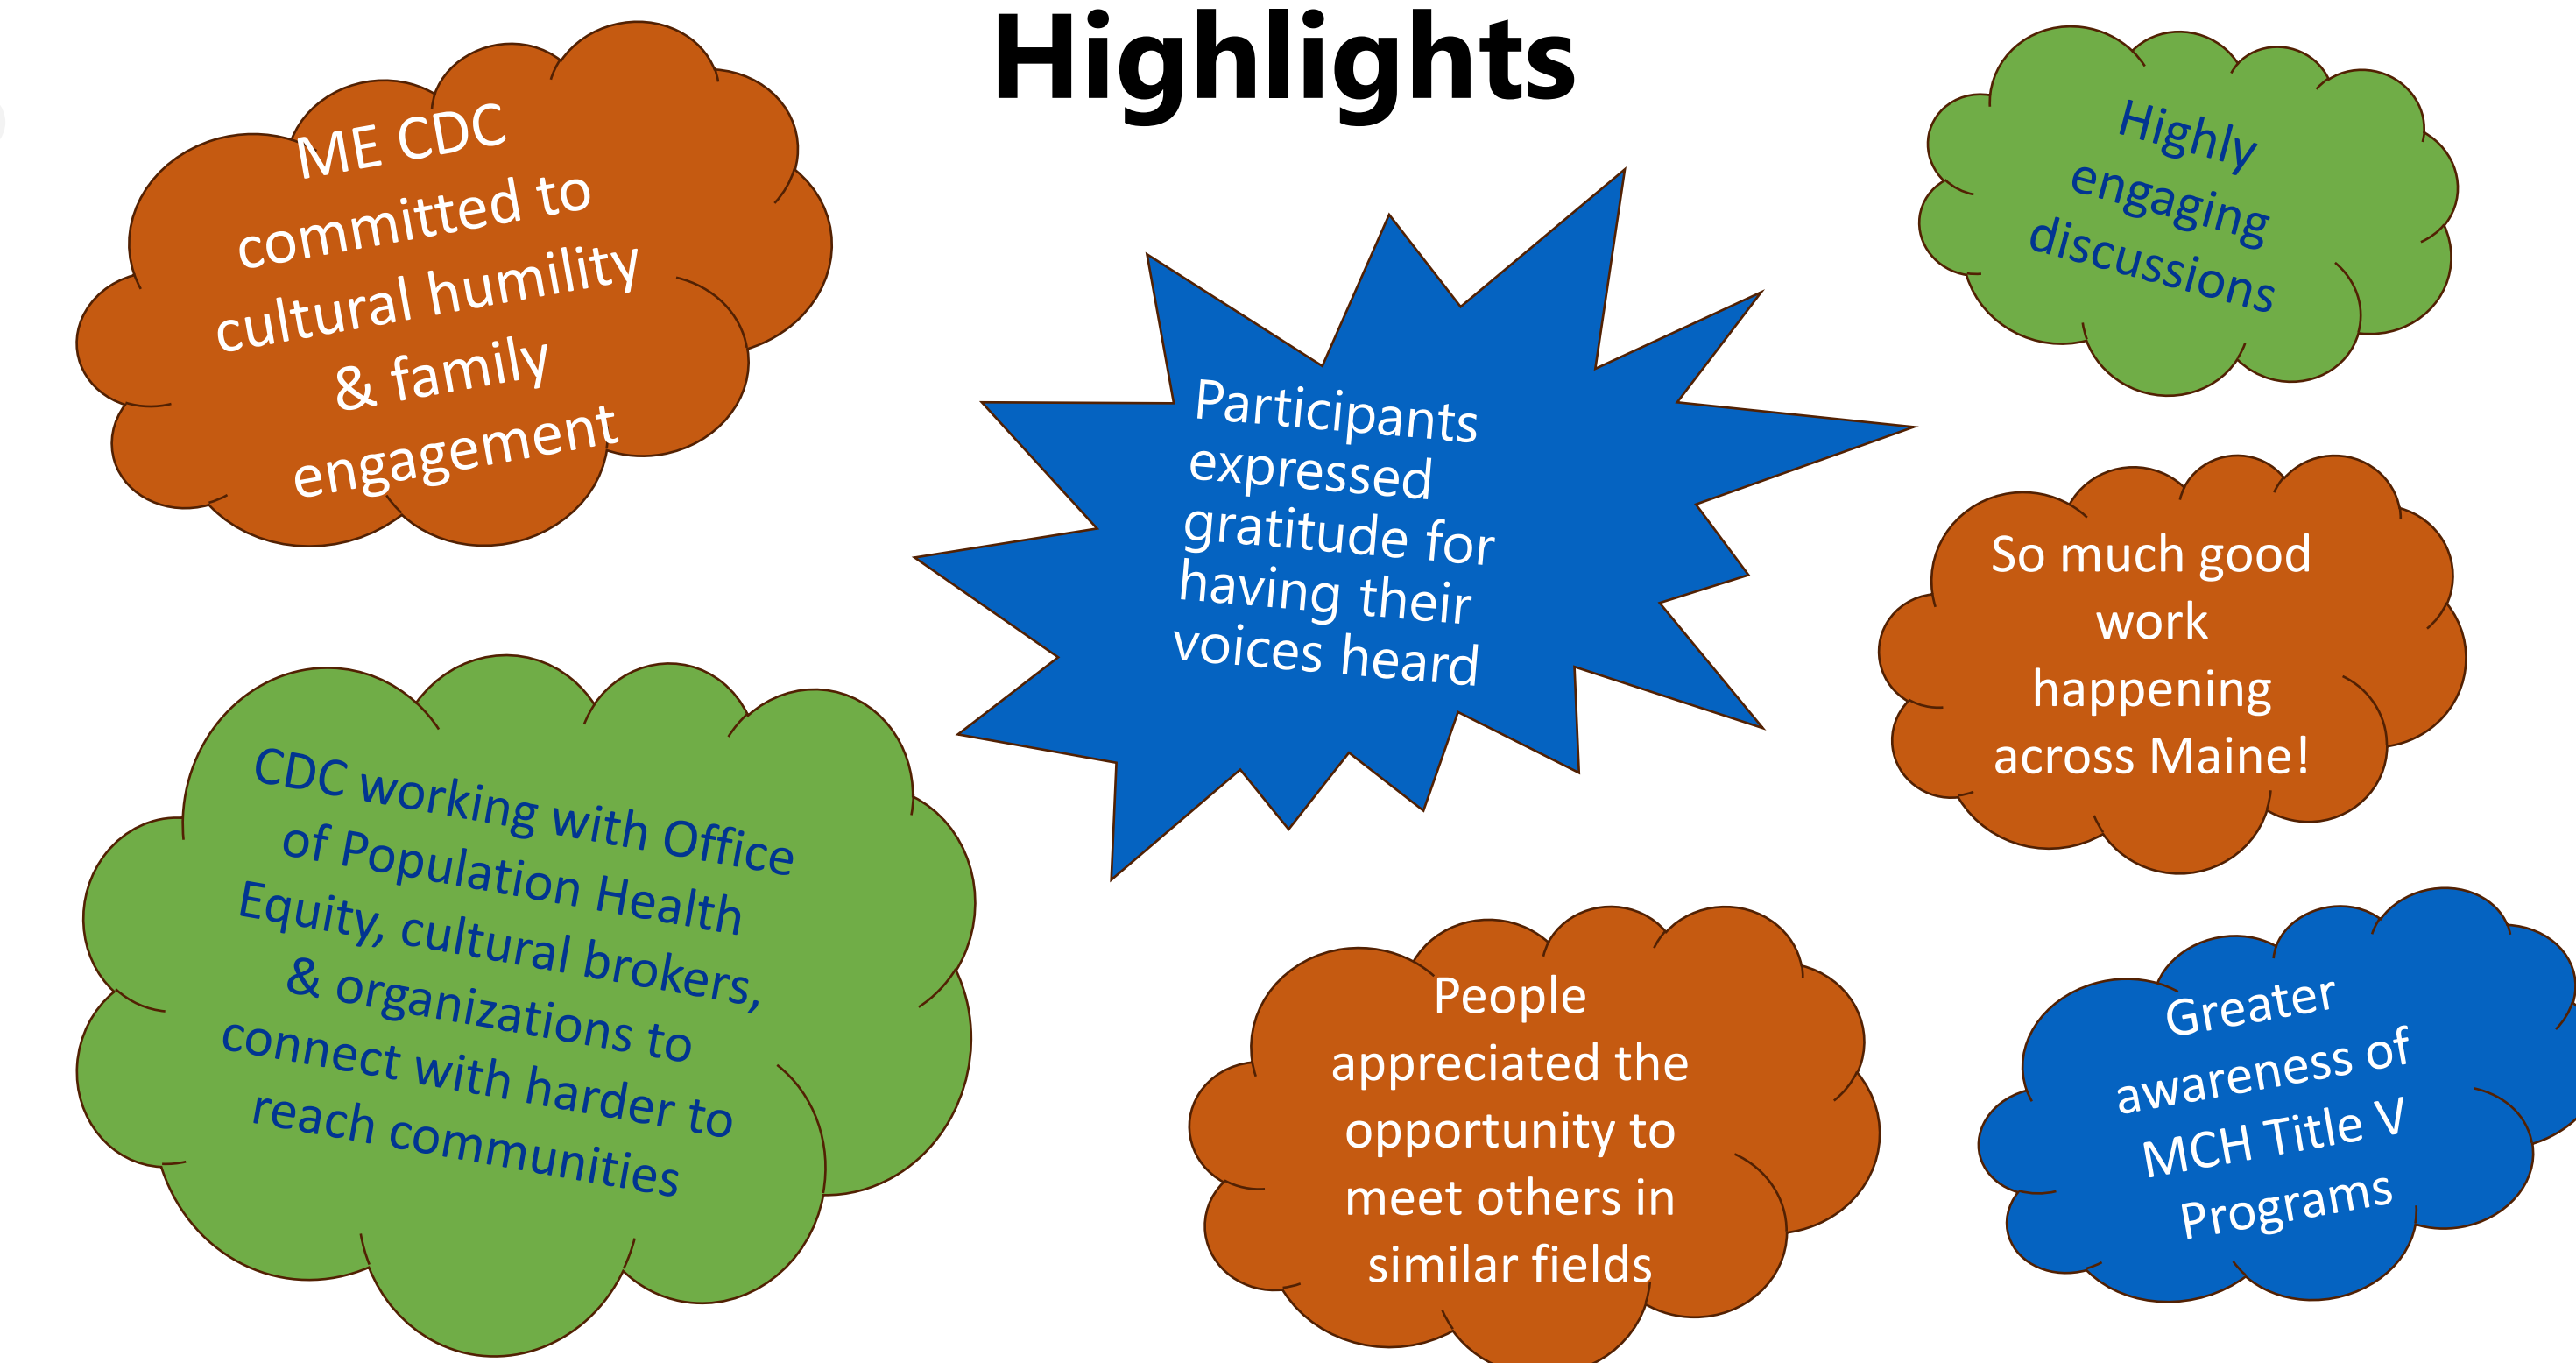 Highlights
ME CDC
committed to
cultural humility
& family
engagement
Participants
expressed
gratitude for
having their
voices heard
Highly
engaging
discussions
So much good
work
happening
across Maine!
CDC working with Office
of Population Health
Equity, cultural brokers,
& organizations to
connect with harder to
reach communities
People
appreciated the
opportunity to
meet others in
similar fields
Greater
awareness of
MCH Title V
Programs